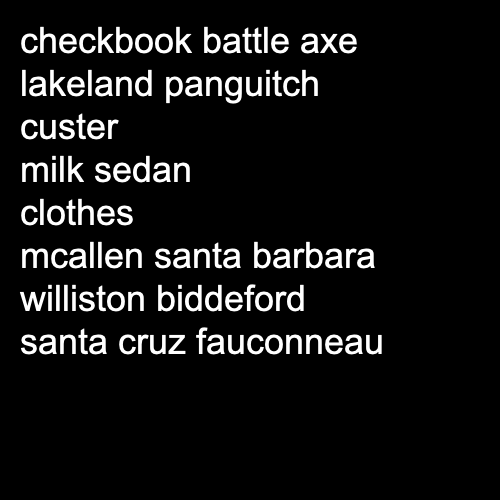 checkbook battle axe
lakeland panguitch
custer
milk sedan
clothes
mcallen santa barbara
williston biddeford
santa cruz fauconneau